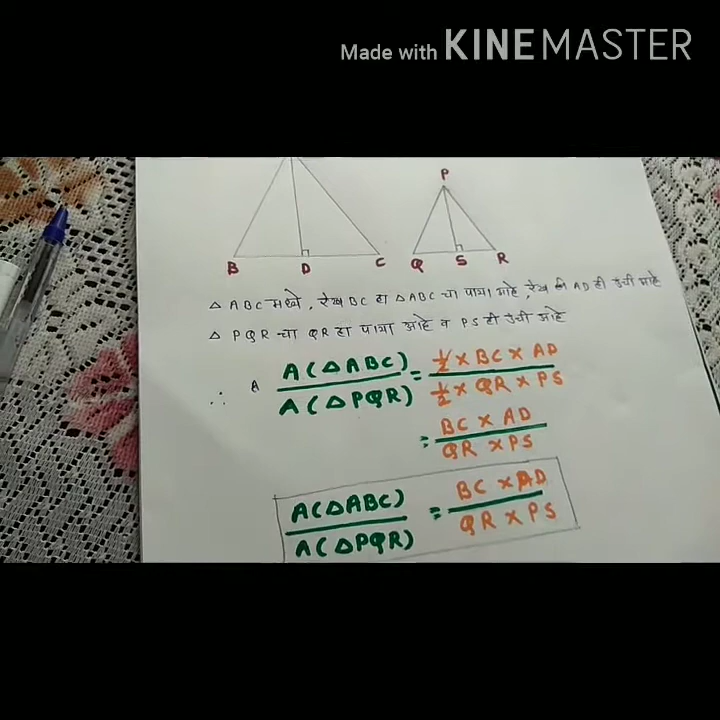 Made with KINEMASTER
P
B D C Q S R
△ ABC मध्ये, रेख BC हा △ABC चा पाया आहे, रेख AD ही उंची आहे
△ PQR चा QR हा पाया आहे व PS ही उंची आहे
∴ A A(△ABC) / A(△PQR) = ½ × BC × AD / ½ × QR × PS
= BC × AD / QR × PS
A(△ABC) / A(△PQR) = BC × AD / QR × PS